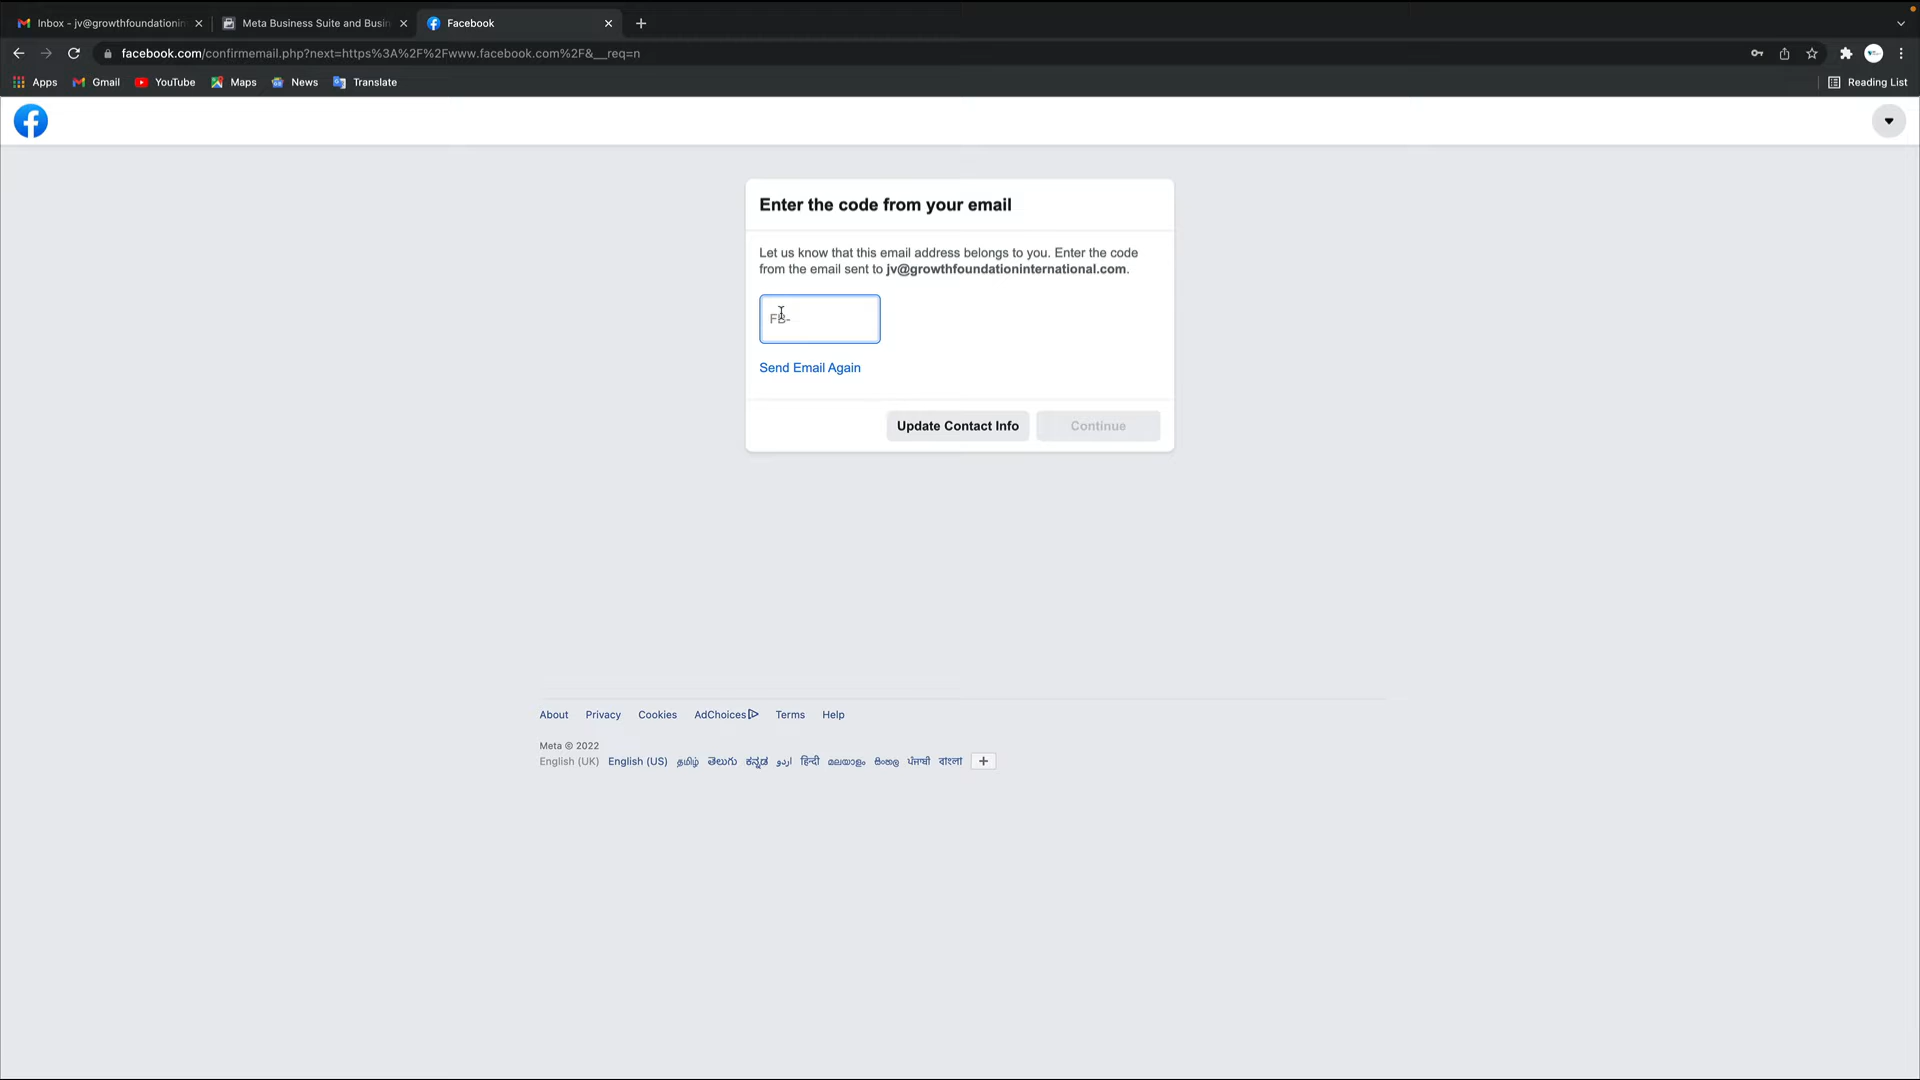 Inbox - jv@growthfoundationin
Meta Business Suite and Busin
Facebook
facebook.com/confirmemail.php?next=https%3A%2F%2Fwww.facebook.com%2F&__req=n
Apps
Gmail
YouTube
Maps
News
Translate
Reading List
Enter the code from your email
Let us know that this email address belongs to you. Enter the code
from the email sent to jv@growthfoundationinternational.com.
FB-
Send Email Again
Update Contact Info
Continue
About Privacy Cookies AdChoices Terms Help
Meta © 2022
English (UK) English (US) தமிழ் తెలుగు ಕನ್ನಡ اردو हिन्दी മലയാളം සිංහල ਪੰਜਾਬੀ বাংলা